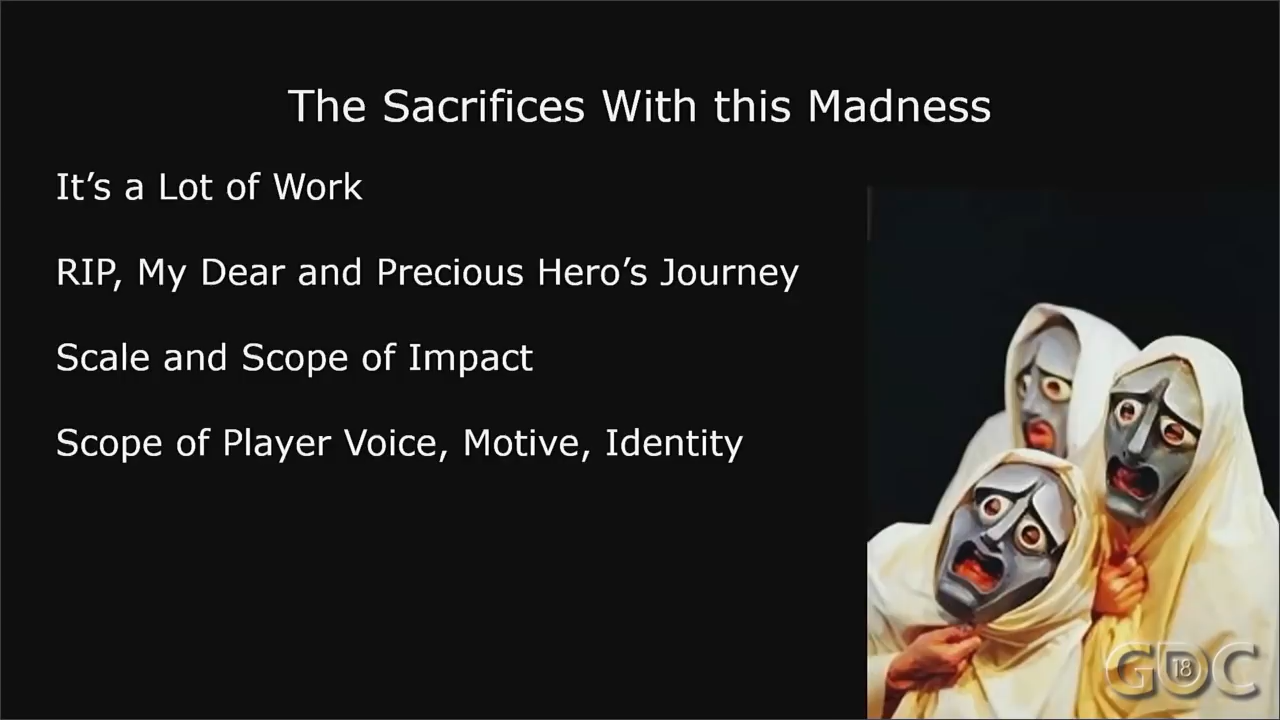 The Sacrifices With this Madness
It’s a Lot of Work
RIP, My Dear and Precious Hero’s Journey
Scale and Scope of Impact
Scope of Player Voice, Motive, Identity
GDC 18